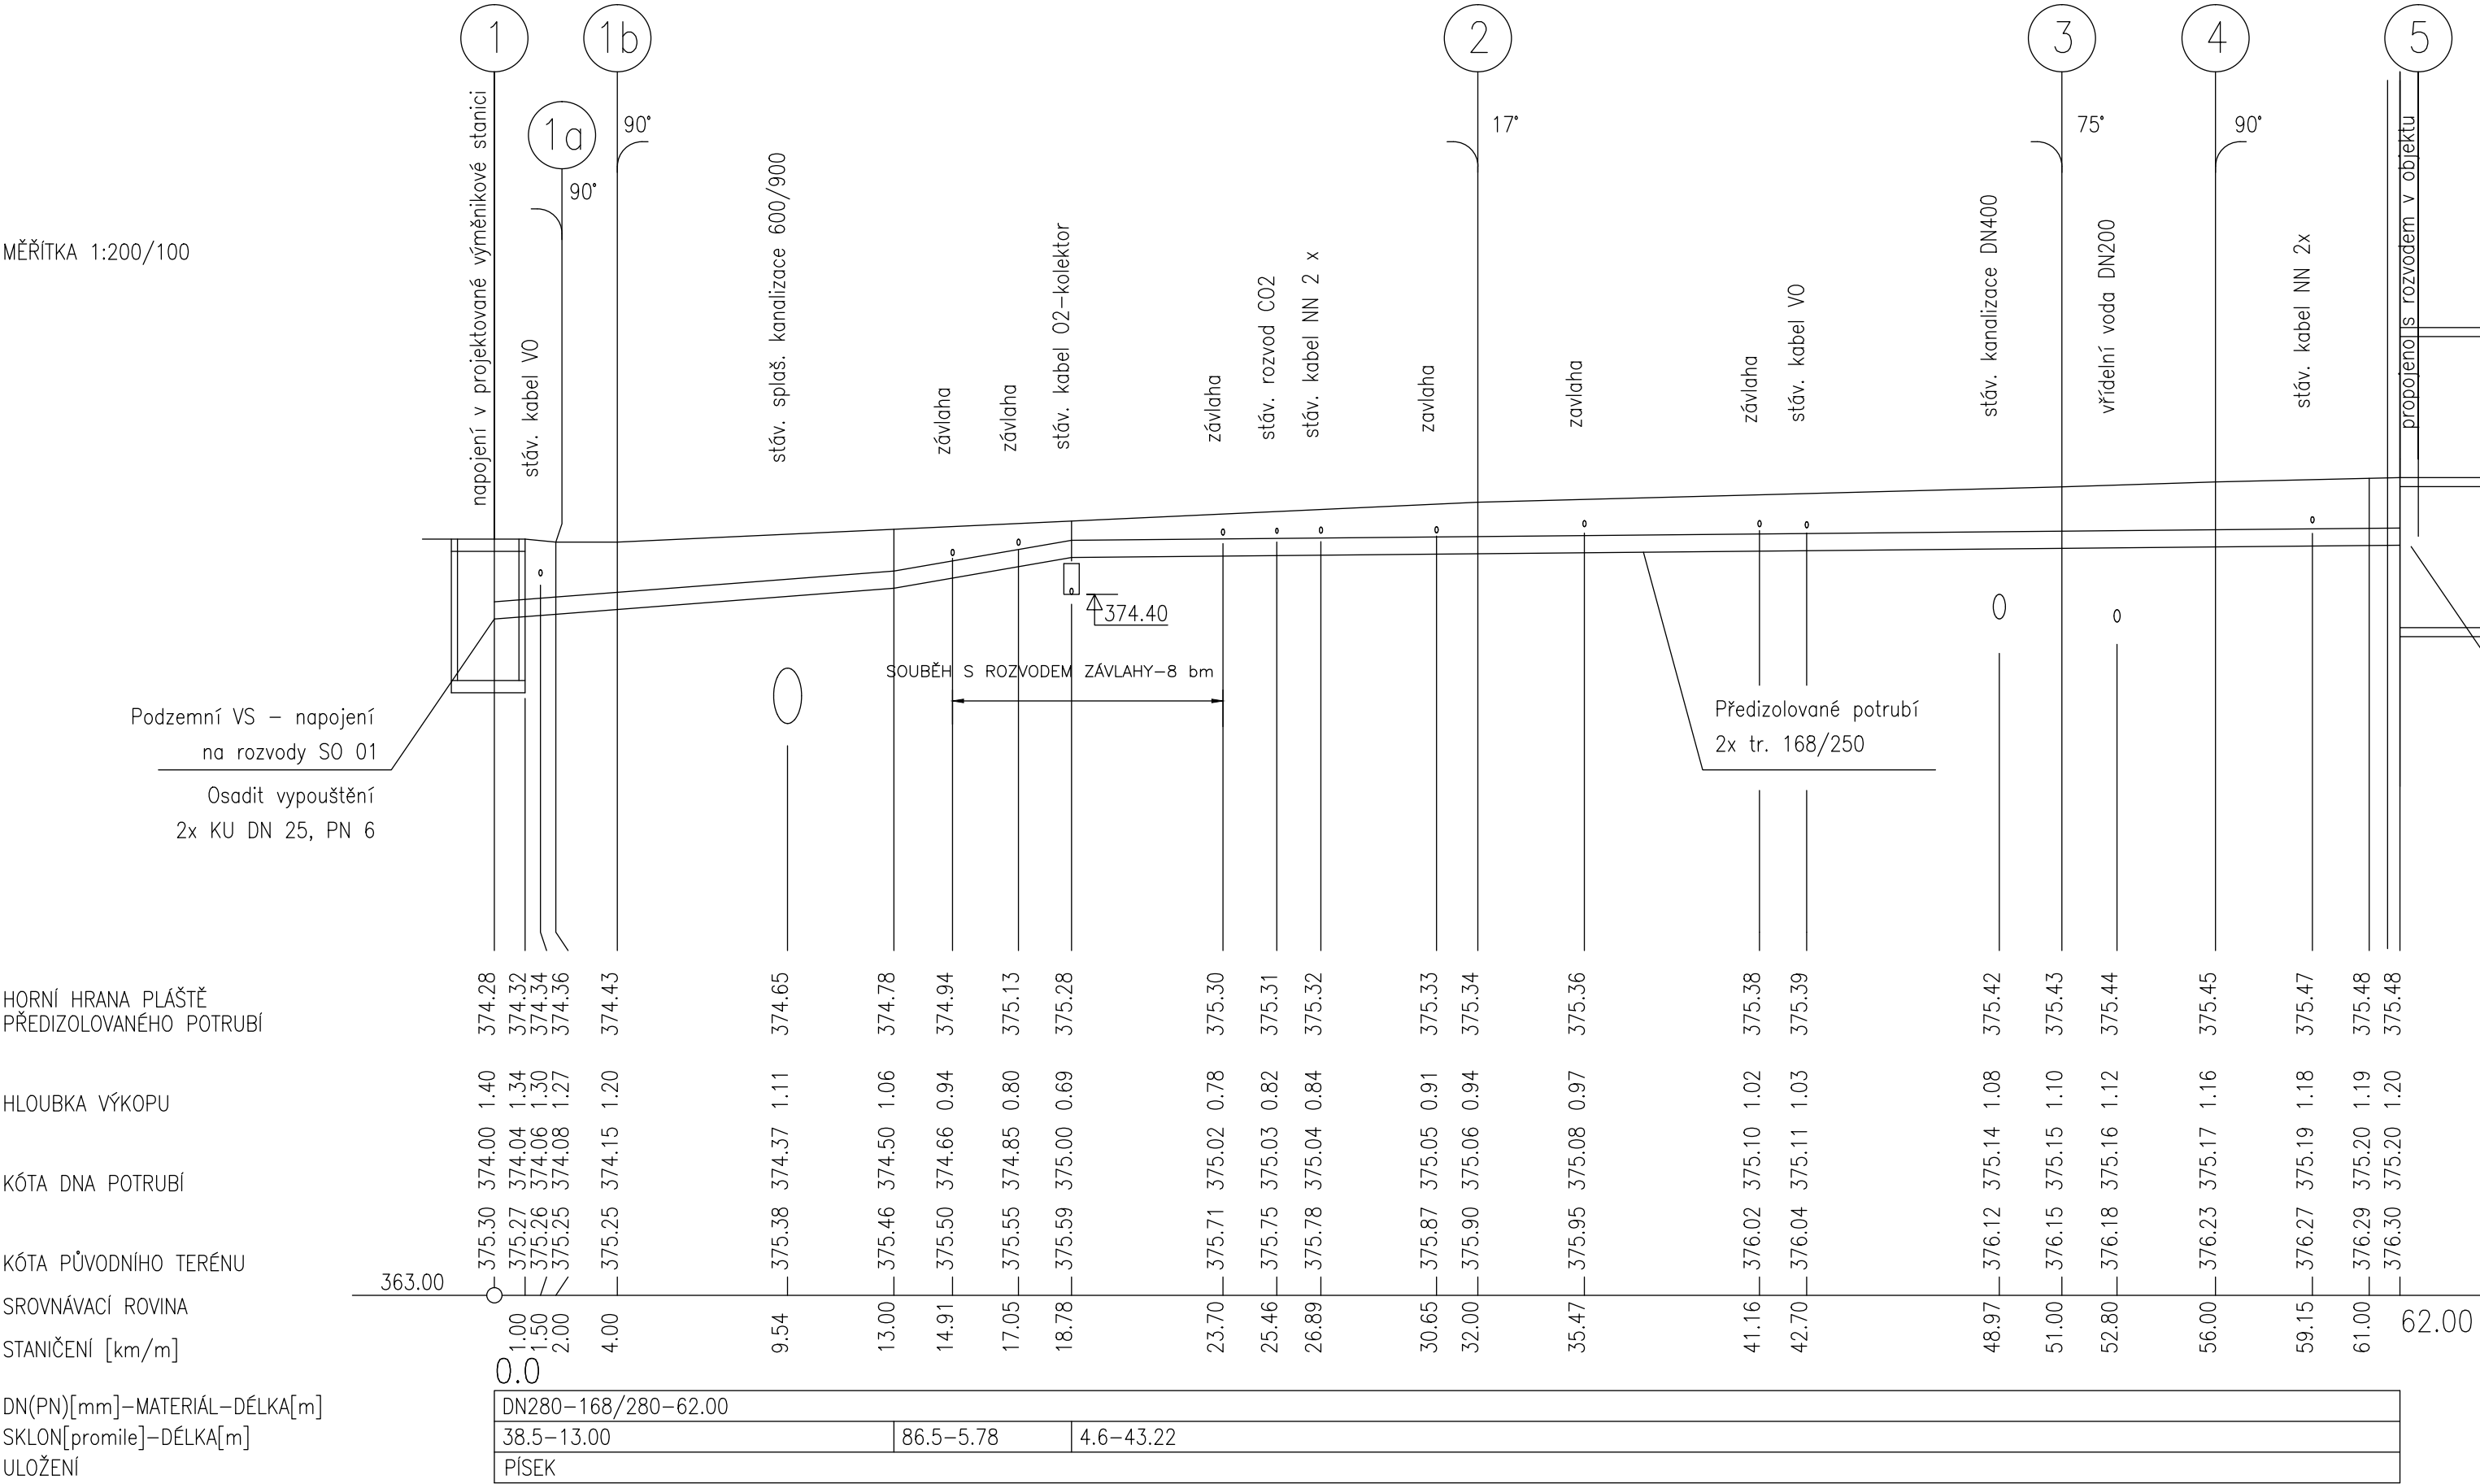 1
1b
2
3
4
5
1a
90°
90°
17°
75°
90°
MĚŘÍTKA 1:200/100
napojení v projektované výměnikové stanici
stáv. kabel VO
stáv. splaš. kanalizace 600/900
závlaha
závlaha
stáv. kabel O2-kolektor
závlaha
stáv. rozvod CO2
stáv. kabel NN 2 x
zavlaha
zavlaha
závlaha
stáv. kabel VO
stáv. kanalizace DN400
vřídelní voda DN200
stáv. kabel NN 2x
propojeno s rozvodem v objektu
374.40
SOUBĚH S ROZVODEM ZÁVLAHY-8 bm
Podzemní VS - napojení
na rozvody SO 01
Osadit vypouštění
2x KU DN 25, PN 6
Předizolované potrubí
2x tr. 168/250
HORNÍ HRANA PLÁŠTĚ
PŘEDIZOLOVANÉHO POTRUBÍ
374.28 374.32 374.34 374.36 374.43 374.65 374.78 374.94 375.13 375.28 375.30 375.31 375.32 375.33 375.34 375.36 375.38 375.39 375.42 375.43 375.44 375.45 375.47 375.48 375.48
HLOUBKA VÝKOPU
1.40 1.34 1.30 1.27 1.20 1.11 1.06 0.94 0.80 0.69 0.78 0.82 0.84 0.91 0.94 0.97 1.02 1.03 1.08 1.10 1.12 1.16 1.18 1.19 1.20
KÓTA DNA POTRUBÍ
374.00 374.04 374.06 374.08 374.15 374.37 374.50 374.66 374.85 375.00 375.02 375.03 375.04 375.05 375.06 375.08 375.10 375.11 375.14 375.15 375.16 375.17 375.19 375.20 375.20
KÓTA PŮVODNÍHO TERÉNU
375.30 375.27 375.26 375.25 375.25 375.38 375.46 375.50 375.55 375.59 375.71 375.75 375.78 375.87 375.90 375.95 376.02 376.04 376.12 376.15 376.18 376.23 376.27 376.29 376.30
363.00
SROVNÁVACÍ ROVINA
STANIČENÍ [km/m]
0.0 1.00 1.50 2.00 4.00 9.54 13.00 14.91 17.05 18.78 23.70 25.46 26.89 30.65 32.00 35.47 41.16 42.70 48.97 51.00 52.80 56.00 59.15 61.00 62.00
DN(PN)[mm]-MATERIÁL-DÉLKA[m]
DN280-168/280-62.00
SKLON[promile]-DÉLKA[m]
38.5-13.00 86.5-5.78 4.6-43.22
ULOŽENÍ
PÍSEK